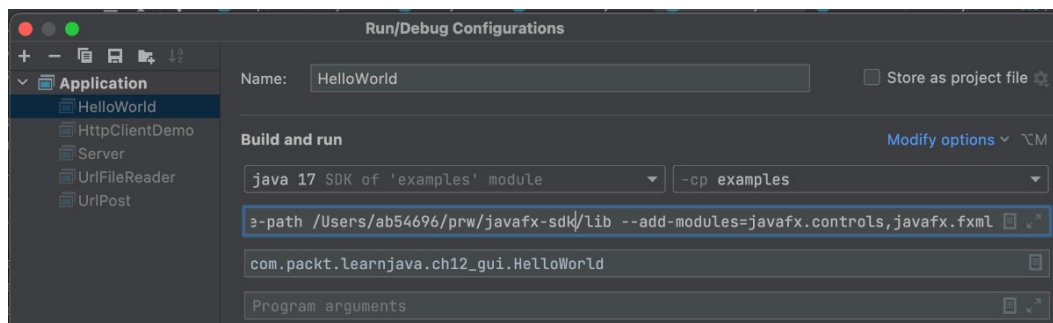 Run/Debug Configurations
Application
HelloWorld
HttpClientDemo
Server
UrlFileReader
UrlPost
Name: HelloWorld Store as project file
Build and run Modify options ⌥M
java 17 SDK of 'examples' module -cp examples
e-path /Users/ab54696/prw/javafx-sdk/lib --add-modules=javafx.controls,javafx.fxml
com.packt.learnjava.ch12_gui.HelloWorld
Program arguments